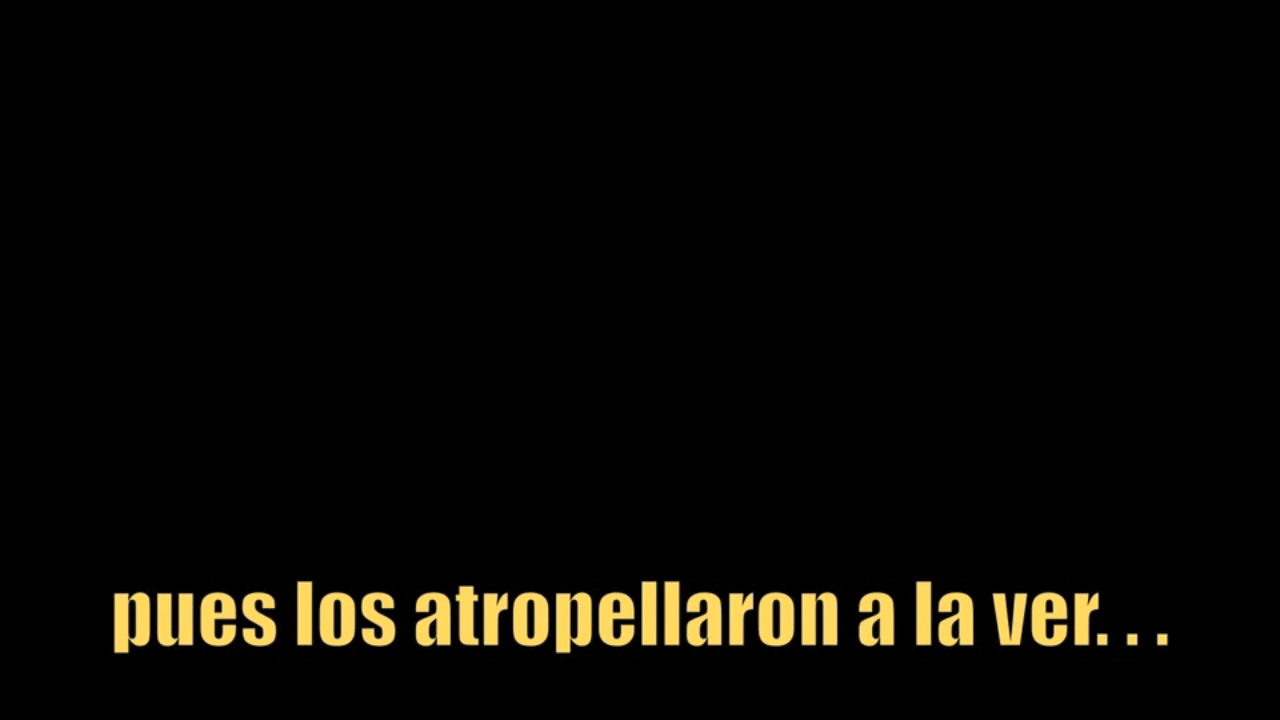 pues los atropellaron a la ver. . .